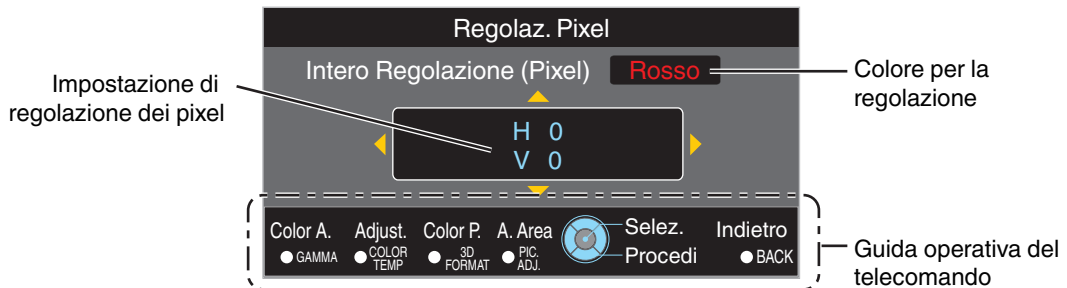 Regolaz. Pixel
Intero Regolazione (Pixel) Rosso
Impostazione di
regolazione dei pixel
Colore per la
regolazione
H 0
V 0
Color A. Adjust. Color P. A. Area Selez. Indietro
GAMMA COLOR TEMP 3D FORMAT PIC. ADJ. Procedi BACK
Guida operativa del
telecomando